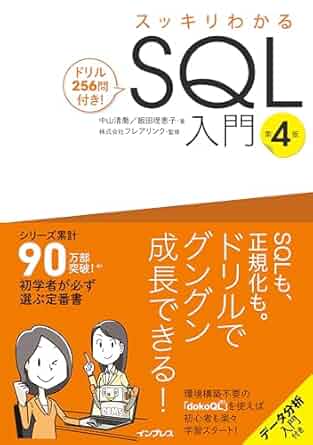 スッキリわかる
SQL
入門
第4版
ドリル
256問
付き!
中山清喬／飯田理恵子・著
株式会社フレアリンク・監修
シリーズ累計
90万部
突破!
初学者が必ず
選ぶ定番書
SQLも、
正規化も。
ドリルで
グングン
成長できる!
環境構築不要の
「dokoQL」を使えば
初心者も楽々
学習スタート!
データ分析
入門付き
インプレス